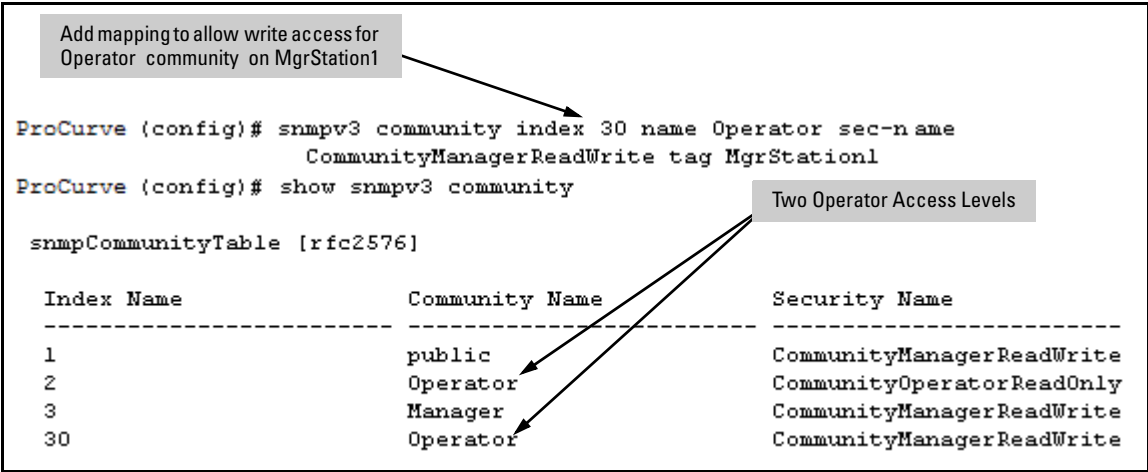 Add mapping to allow write access for
Operator community on MgrStation1
ProCurve (config)# snmpv3 community index 30 name Operator sec-name
CommunityManagerReadWrite tag MgrStation1
ProCurve (config)# show snmpv3 community
Two Operator Access Levels
snmpCommunityTable [rfc2576]
Index Name Community Name Security Name
------------------------- ------------------------- -------------------------
1 public CommunityManagerReadWrite
2 Operator CommunityOperatorReadOnly
3 Manager CommunityManagerReadWrite
30 Operator CommunityManagerReadWrite